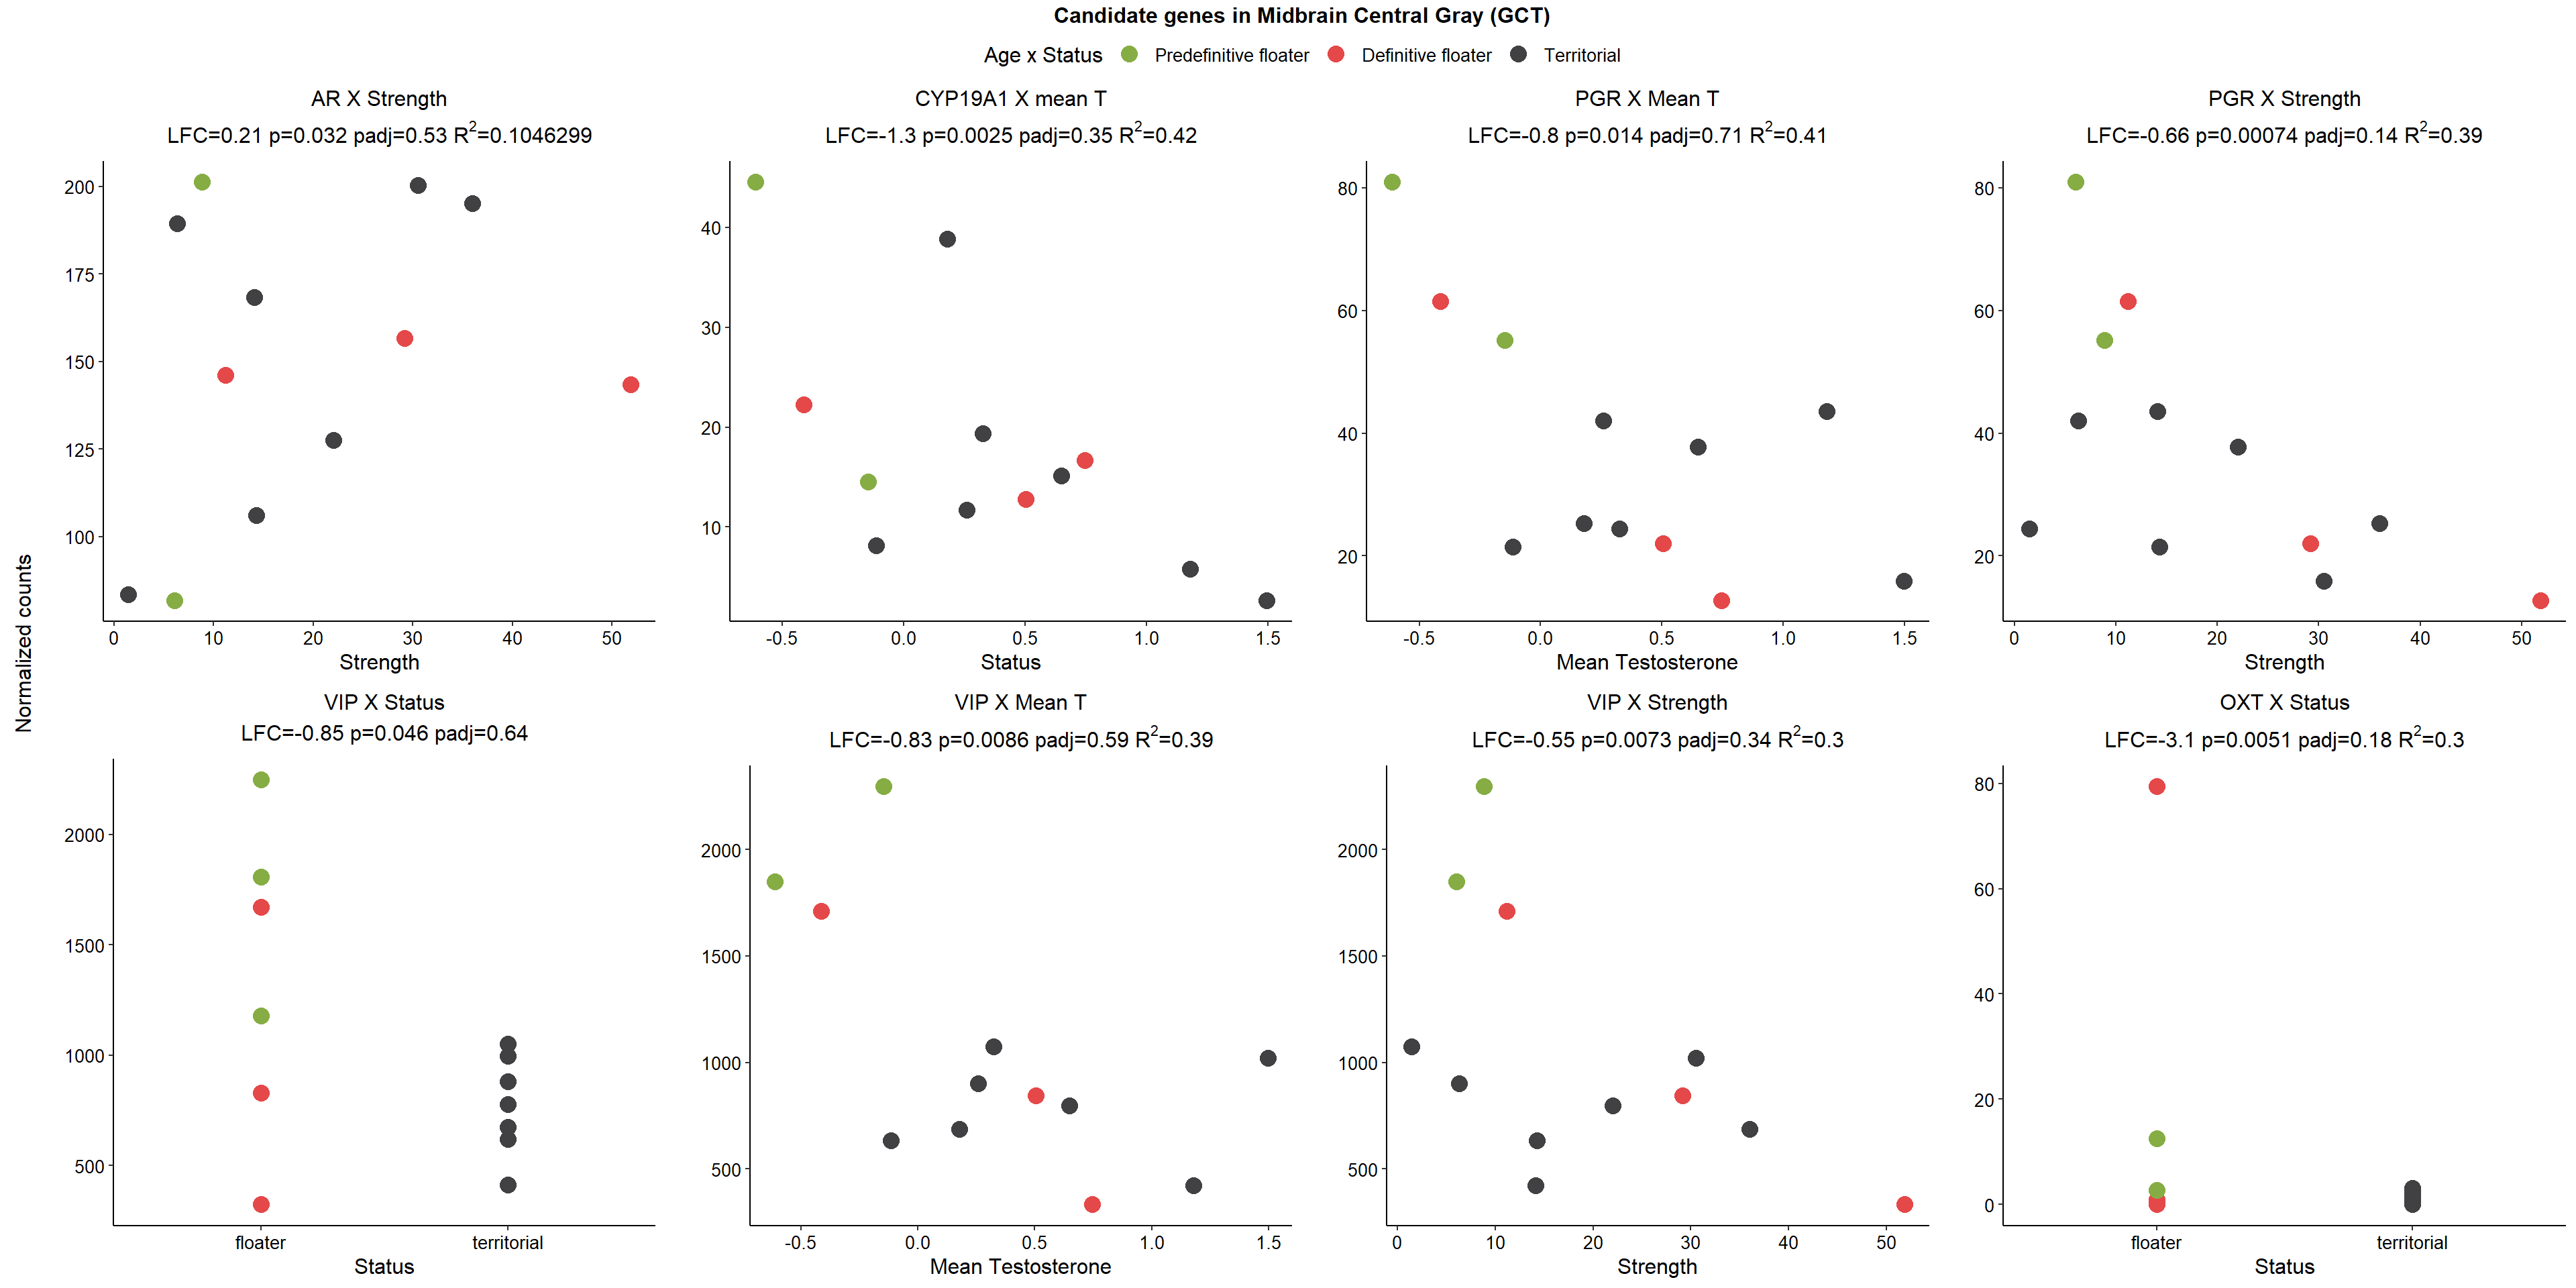 Candidate genes in Midbrain Central Gray (GCT)
Age x Status Predefinitive floater Definitive floater Territorial
Normalized counts
AR X Strength
LFC=0.21 p=0.032 padj=0.53 R²=0.1046299
200
175
150
125
100
0 10 20 30 40 50
Strength
CYP19A1 X mean T
LFC=-1.3 p=0.0025 padj=0.35 R²=0.42
40
30
20
10
-0.5 0.0 0.5 1.0 1.5
Status
PGR X Mean T
LFC=-0.8 p=0.014 padj=0.71 R²=0.41
80
60
40
20
-0.5 0.0 0.5 1.0 1.5
Mean Testosterone
PGR X Strength
LFC=-0.66 p=0.00074 padj=0.14 R²=0.39
80
60
40
20
0 10 20 30 40 50
Strength
VIP X Status
LFC=-0.85 p=0.046 padj=0.64
2000
1500
1000
500
floater territorial
Status
VIP X Mean T
LFC=-0.83 p=0.0086 padj=0.59 R²=0.39
2000
1500
1000
500
-0.5 0.0 0.5 1.0 1.5
Mean Testosterone
VIP X Strength
LFC=-0.55 p=0.0073 padj=0.34 R²=0.3
2000
1500
1000
500
0 10 20 30 40 50
Strength
OXT X Status
LFC=-3.1 p=0.0051 padj=0.18 R²=0.3
80
60
40
20
0
floater territorial
Status